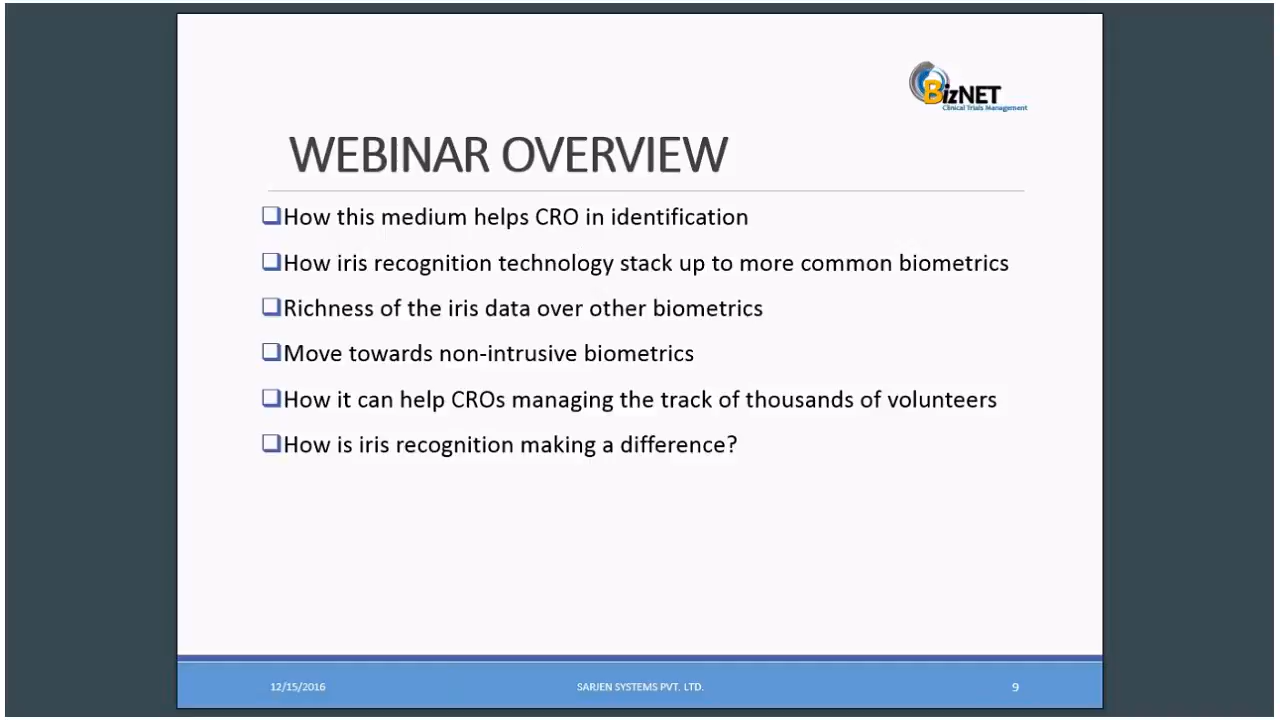 BizNET
Clinical Trials Management
WEBINAR OVERVIEW
How this medium helps CRO in identification
How iris recognition technology stack up to more common biometrics
Richness of the iris data over other biometrics
Move towards non-intrusive biometrics
How it can help CROs managing the track of thousands of volunteers
How is iris recognition making a difference?
12/15/2016 SARJEN SYSTEMS PVT. LTD. 9